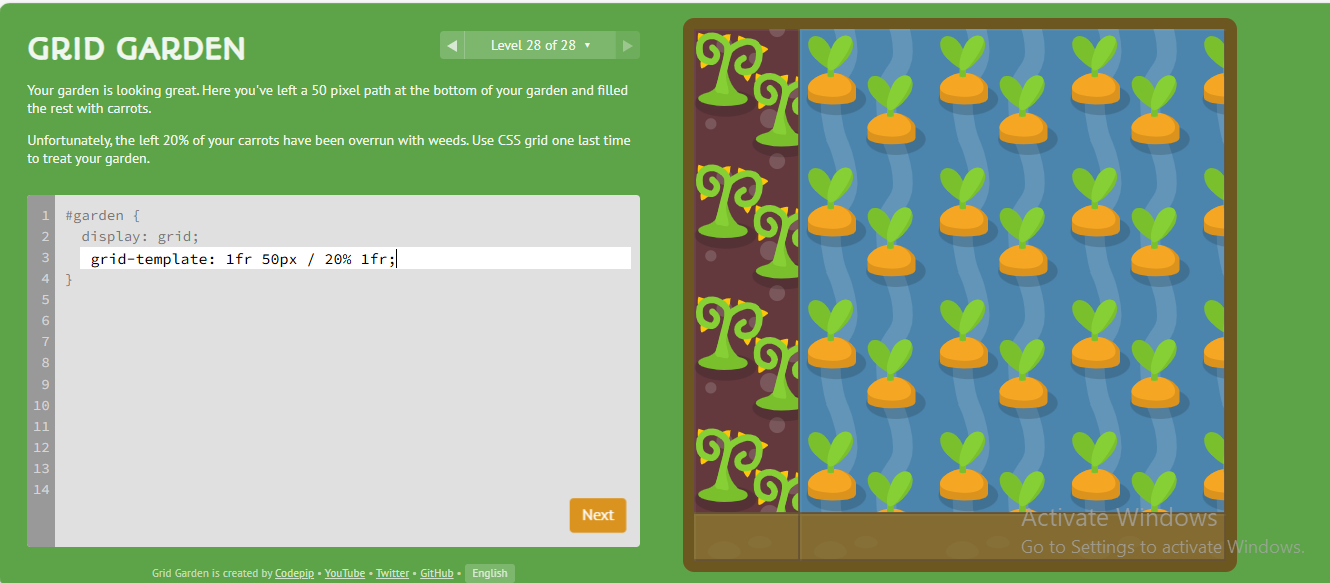 GRID GARDEN
◀ Level 28 of 28 ▼ ▶
Your garden is looking great. Here you've left a 50 pixel path at the bottom of your garden and filled
the rest with carrots.
Unfortunately, the left 20% of your carrots have been overrun with weeds. Use CSS grid one last time
to treat your garden.
1 #garden {
2 display: grid;
3 grid-template: 1fr 50px / 20% 1fr;
4 }
5
6
7
8
9
10
11
12
13
14
Next
Grid Garden is created by Codepip • YouTube • Twitter • GitHub • English
Activate Windows
Go to Settings to activate Windows.